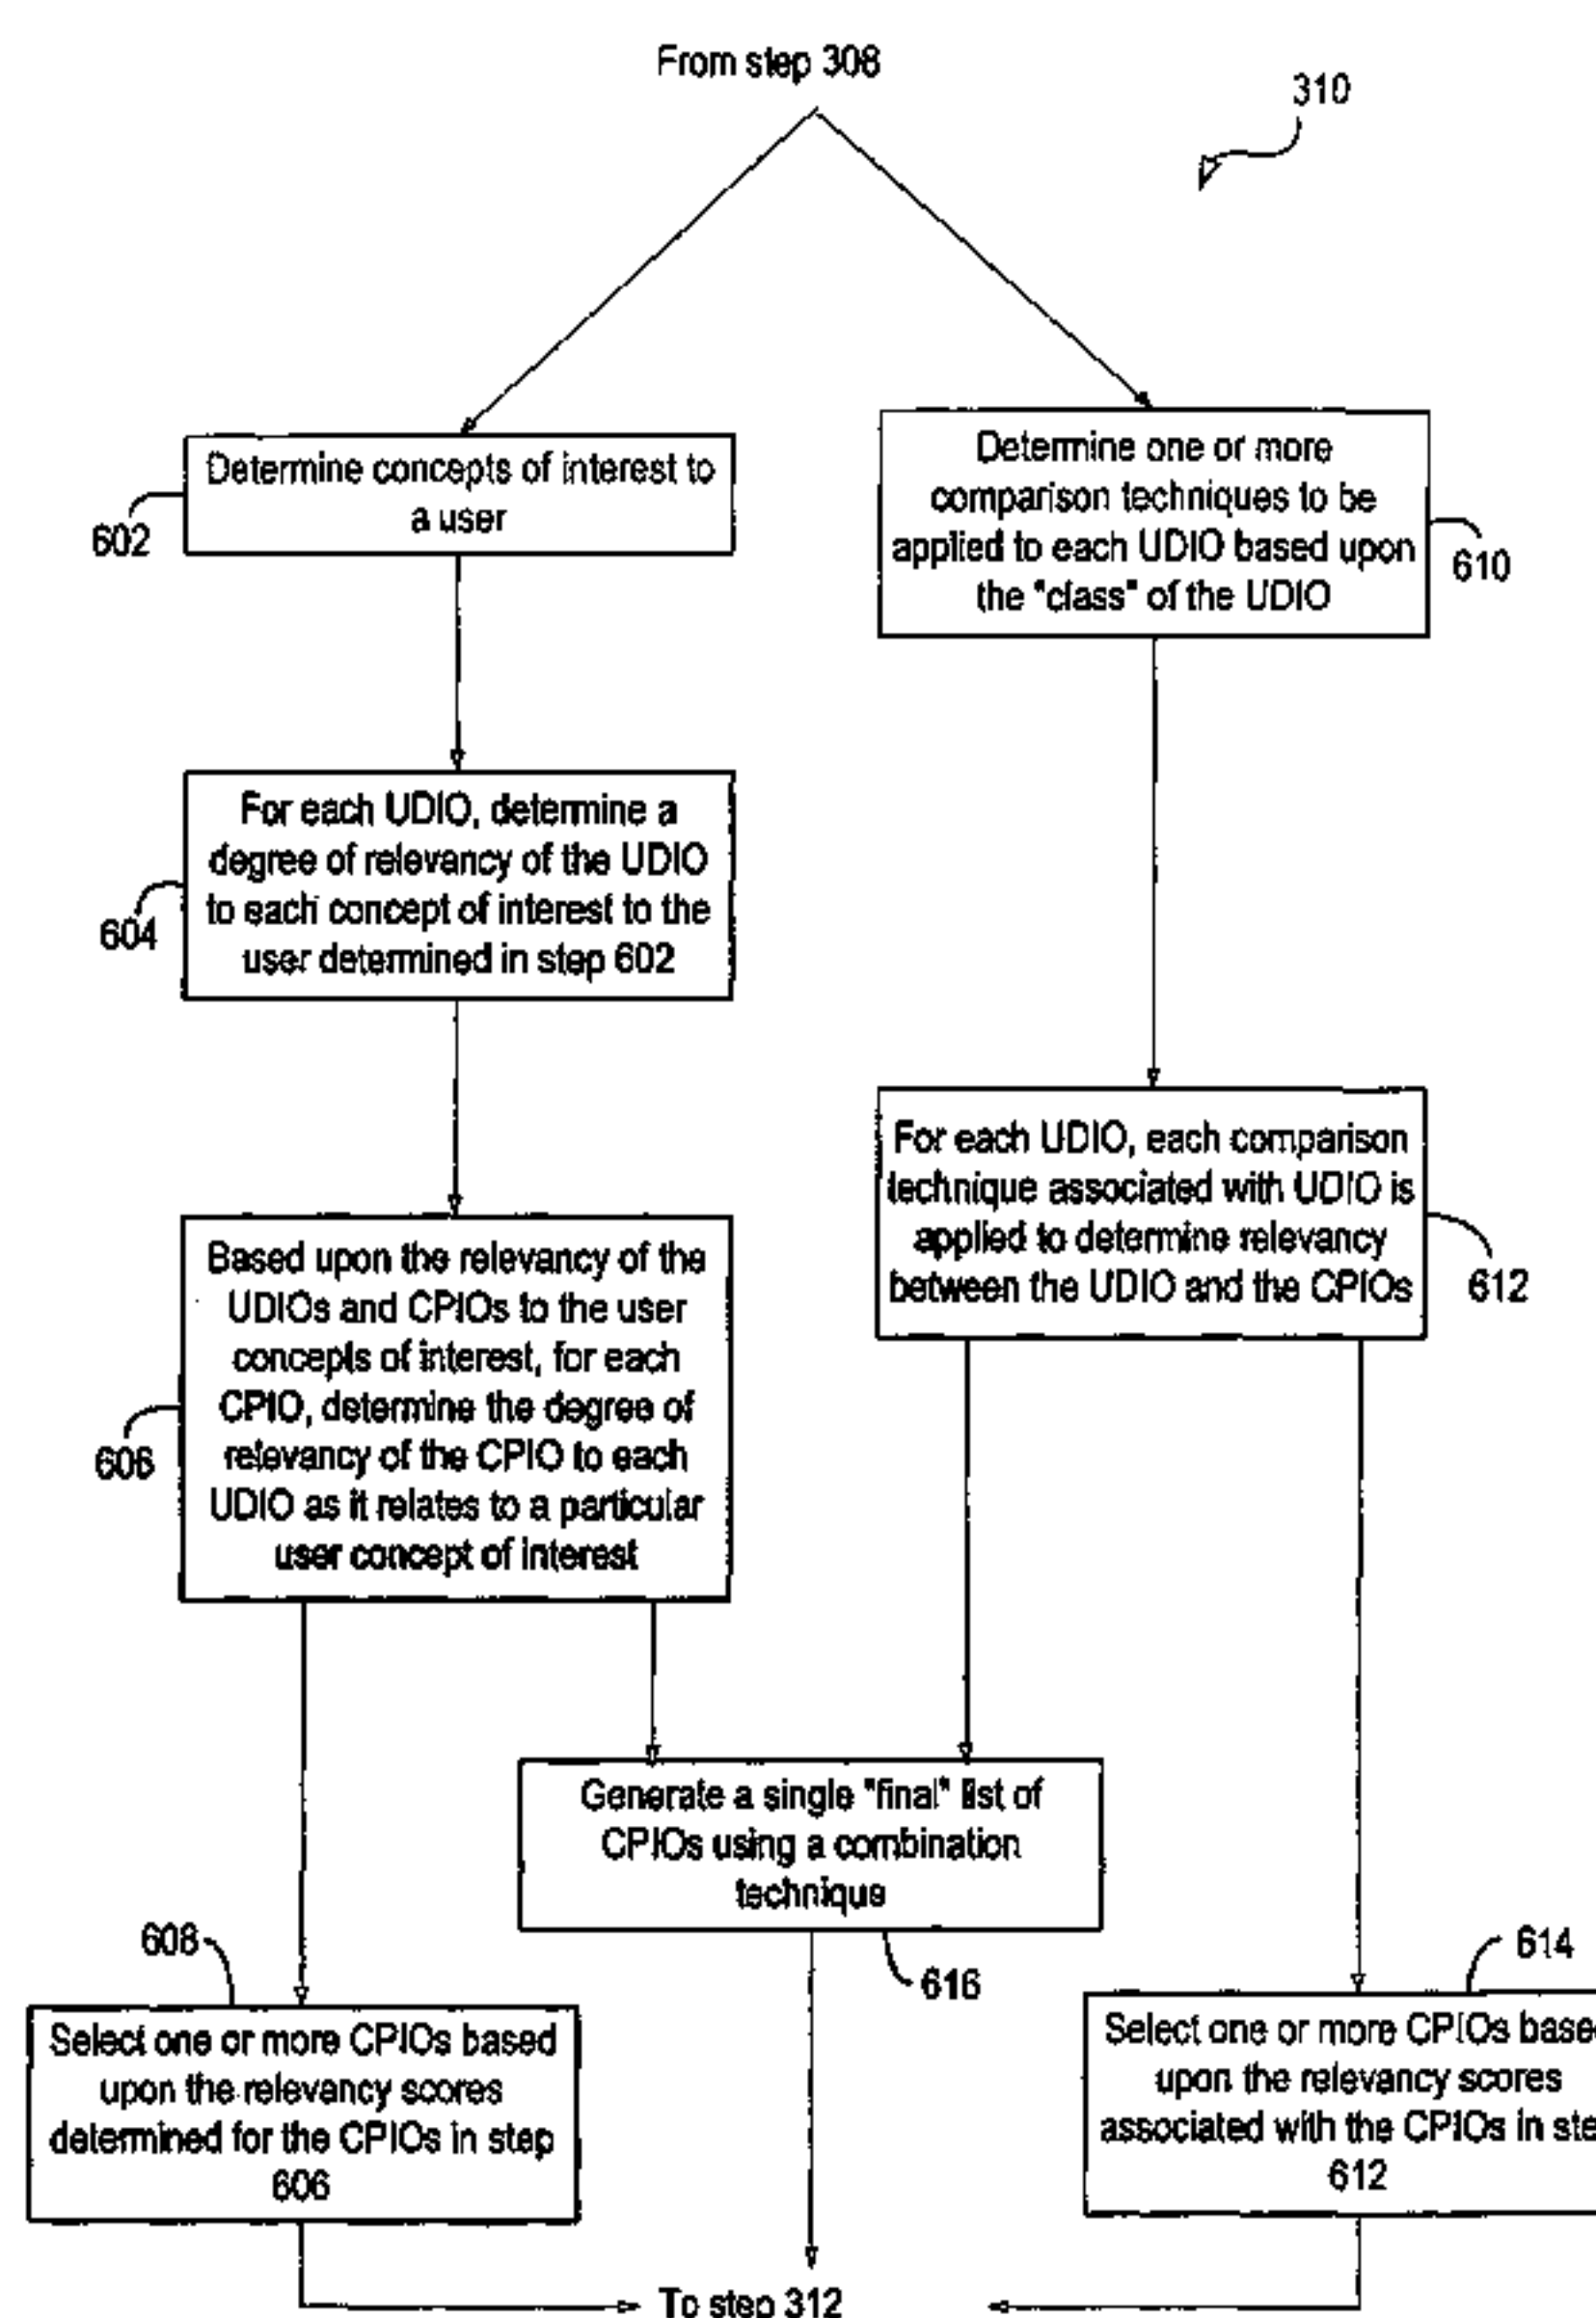 From step 308
310
Determine concepts of interest to
a user
602
Determine one or more
comparison techniques to be
applied to each UDIO based upon
the "class" of the UDIO
610
For each UDIO, determine a
degree of relevancy of the UDIO
to each concept of interest to the
user determined in step 602
604
For each UDIO, each comparison
technique associated with UDIO is
applied to determine relevancy
between the UDIO and the CPIOs
612
Based upon the relevancy of the
UDIOs and CPIOs to the user
concepts of interest, for each
CPIO, determine the degree of
relevancy of the CPIO to each
UDIO as it relates to a particular
user concept of interest
606
Generate a single "final" list of
CPIOs using a combination
technique
616
608
Select one or more CPIOs based
upon the relevancy scores
determined for the CPIOs in step
606
614
Select one or more CPIOs base
upon the relevancy scores
associated with the CPIOs in ste
612
To step 312